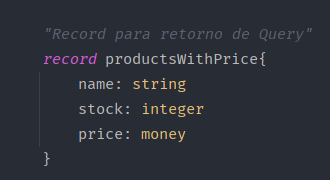 "Record para retorno de Query"
record productsWithPrice{
    name: string
    stock: integer
    price: money
}